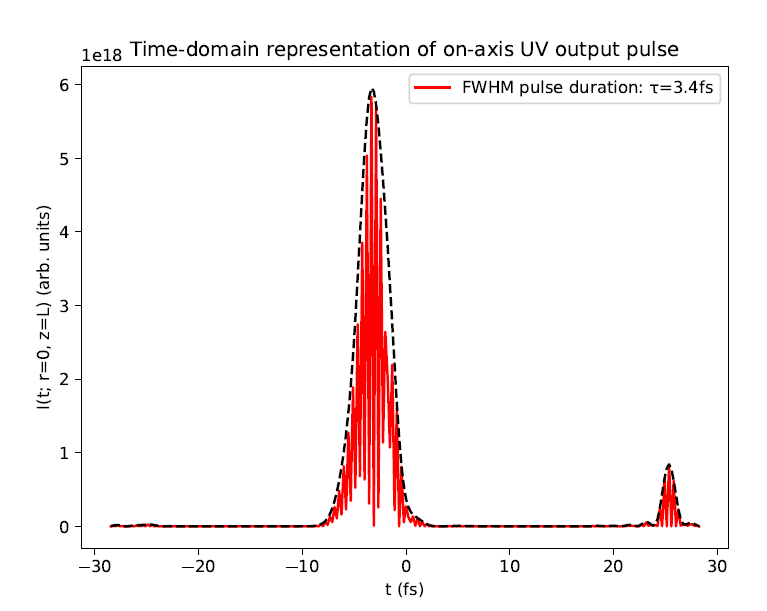 Time-domain representation of on-axis UV output pulse
1e18
FWHM pulse duration: τ=3.4fs
6
5
4
3
2
1
0
I(t; r=0, z=L) (arb. units)
−30 −20 −10 0 10 20 30
t (fs)